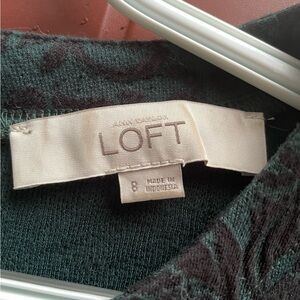 ANN TAYLOR
LOFT
8 MADE IN
INDONESIA